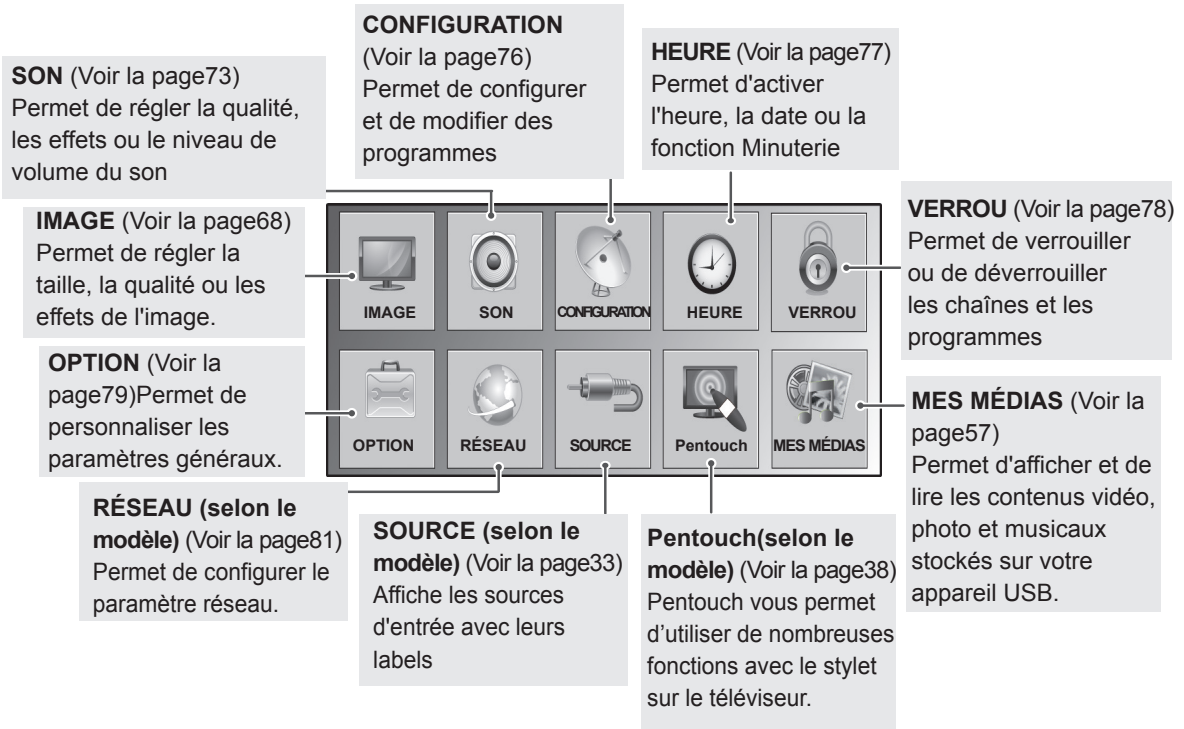 CONFIGURATION
(Voir la page76)
Permet de configurer
et de modifier des
programmes
HEURE (Voir la page77)
Permet d'activer
l'heure, la date ou la
fonction Minuterie
SON (Voir la page73)
Permet de régler la qualité,
les effets ou le niveau de
volume du son
IMAGE (Voir la page68)
Permet de régler la
taille, la qualité ou les
effets de l'image.
VERROU (Voir la page78)
Permet de verrouiller
ou de déverrouiller
les chaînes et les
programmes
IMAGE
SON
CONFIGURATION
HEURE
VERROU
OPTION (Voir la
page79)Permet de
personnaliser les
paramètres généraux.
OPTION
RÉSEAU
SOURCE
Pentouch
MES MÉDIAS
MES MÉDIAS (Voir la
page57)
Permet d'afficher et de
lire les contenus vidéo,
photo et musicaux
stockés sur votre
appareil USB.
RÉSEAU (selon le
modèle) (Voir la page81)
Permet de configurer le
paramètre réseau.
SOURCE (selon le
modèle) (Voir la page33)
Affiche les sources
d'entrée avec leurs
labels
Pentouch(selon le
modèle) (Voir la page38)
Pentouch vous permet
d’utiliser de nombreuses
fonctions avec le stylet
sur le téléviseur.